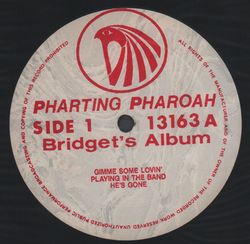 PHARTING PHAROAH
SIDE 1 13163 A
Bridget's Album
GIMME SOME LOVIN'
PLAYING IN THE BAND
HE'S GONE
ALL RIGHTS OF THE MANUFACTURER AND OF THE OWNER OF THE RECORDED WORK RESERVED UNAUTHORIZED PUBLIC PERFORMANCE BROADCASTING AND COPYING OF THIS RECORD PROHIBITED